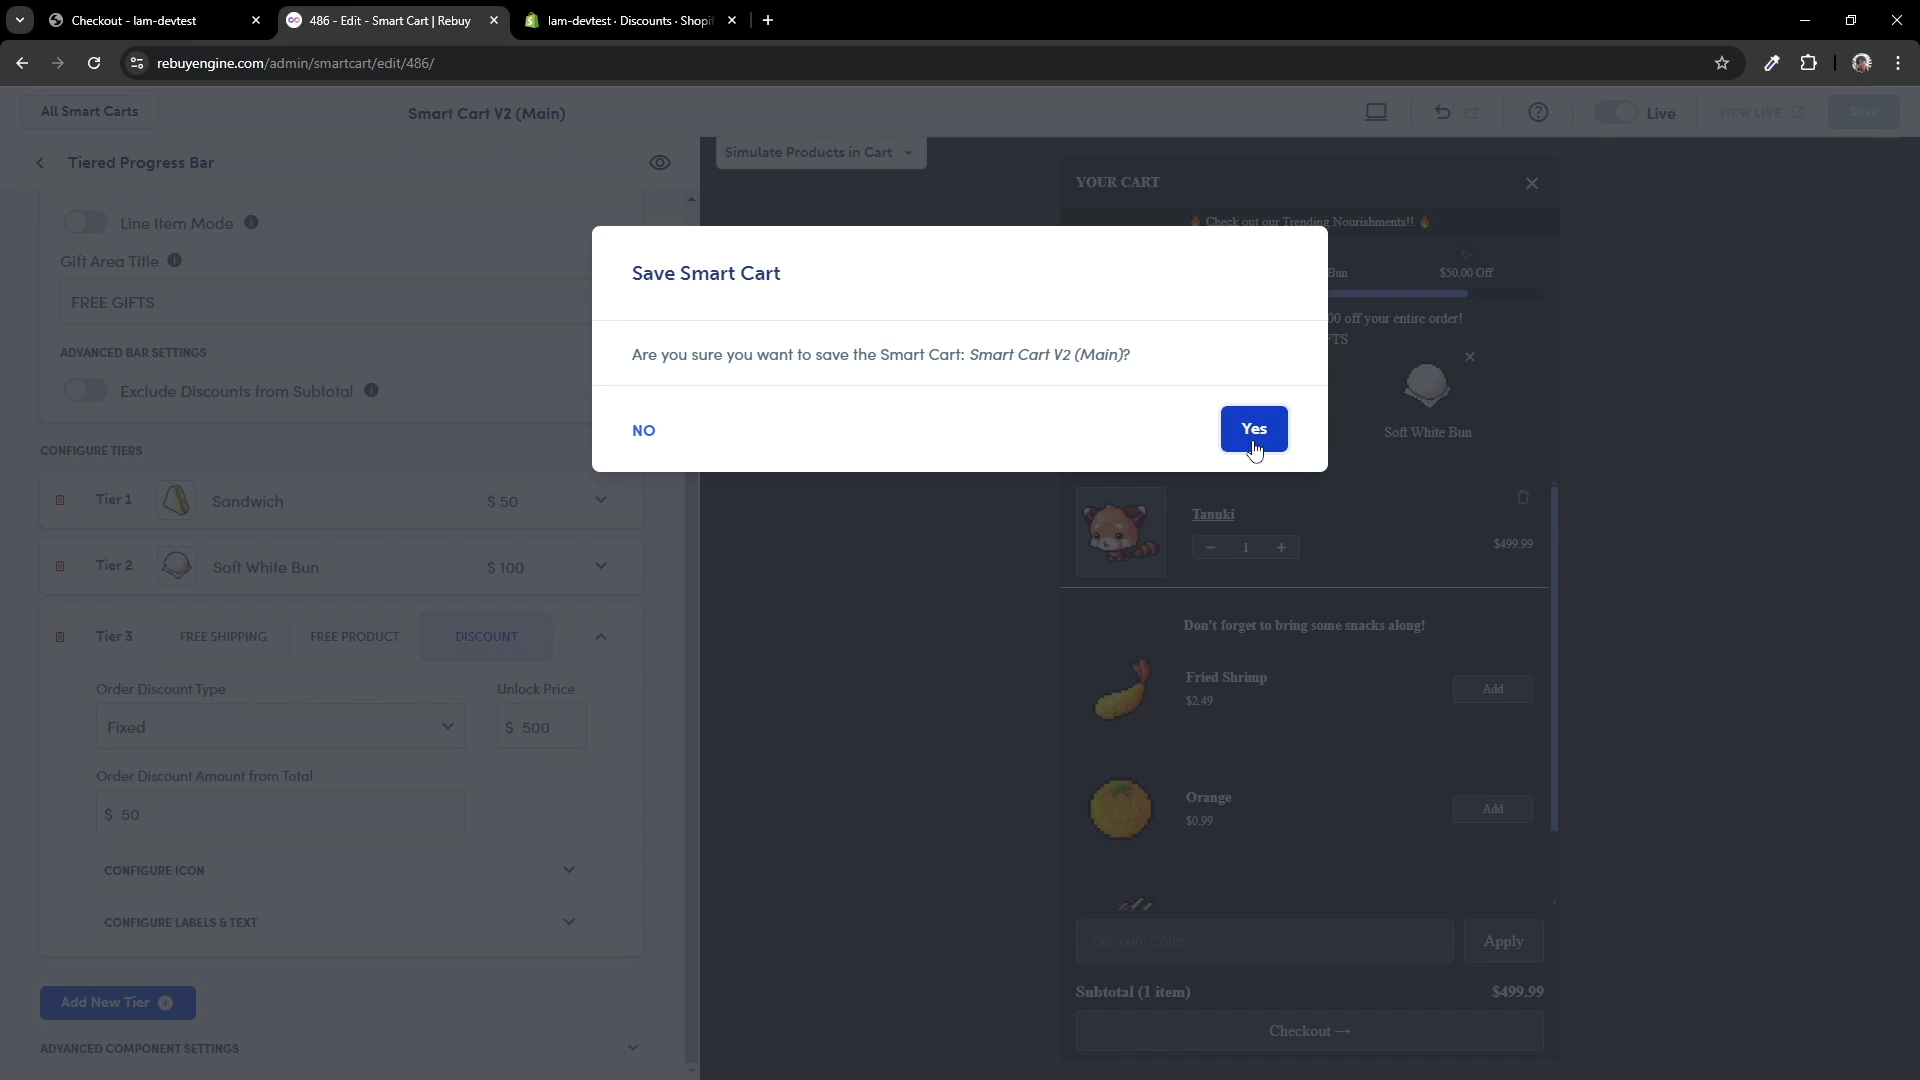 Checkout - lam-devtest
486 - Edit - Smart Cart | Rebuy
lam-devtest · Discounts · Shopif
rebuyengine.com/admin/smartcart/edit/486/
All Smart Carts
Smart Cart V2 (Main)
Live
VIEW LIVE
Save
Tiered Progress Bar
Simulate Products in Cart
YOUR CART
Line Item Mode
🔥 Check out our Trending Nourishments!! 🔥
Gift Area Title
FREE GIFTS
Bun
$50.00 Off
00 off your entire order!
FTS
Save Smart Cart
Are you sure you want to save the Smart Cart: Smart Cart V2 (Main)?
NO
Yes
ADVANCED BAR SETTINGS
Exclude Discounts from Subtotal
Soft White Bun
CONFIGURE TIERS
Tier 1
Sandwich
$ 50
Tier 2
Soft White Bun
$ 100
Tier 3
FREE SHIPPING
FREE PRODUCT
DISCOUNT
Order Discount Type
Unlock Price
Fixed
$ 500
Order Discount Amount from Total
$ 50
CONFIGURE ICON
CONFIGURE LABELS & TEXT
Add New Tier
ADVANCED COMPONENT SETTINGS
Tanuki
− 1 +
$499.99
Don't forget to bring some snacks along!
Fried Shrimp
$2.49
Add
Orange
$0.99
Add
Discount Code
Apply
Subtotal (1 item)
$499.99
Checkout →